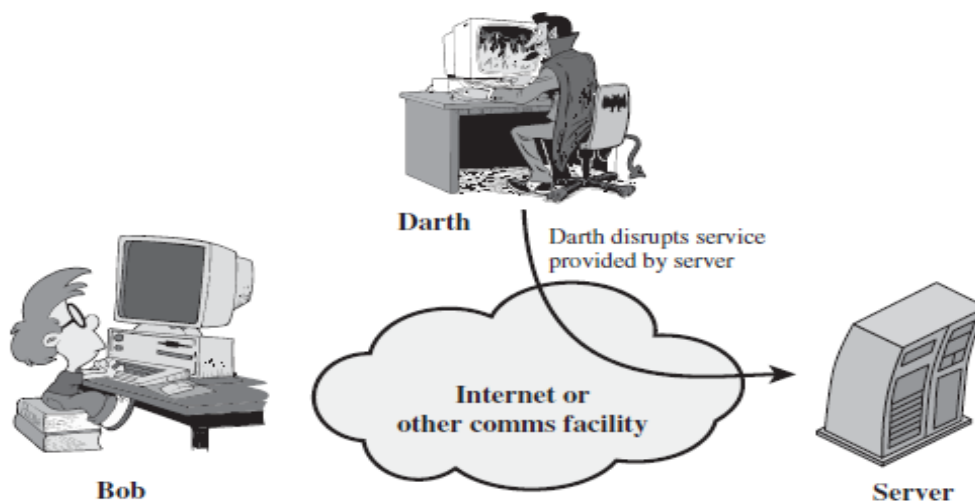 Darth
Darth disrupts service
provided by server
Internet or
other comms facility
Bob
Server